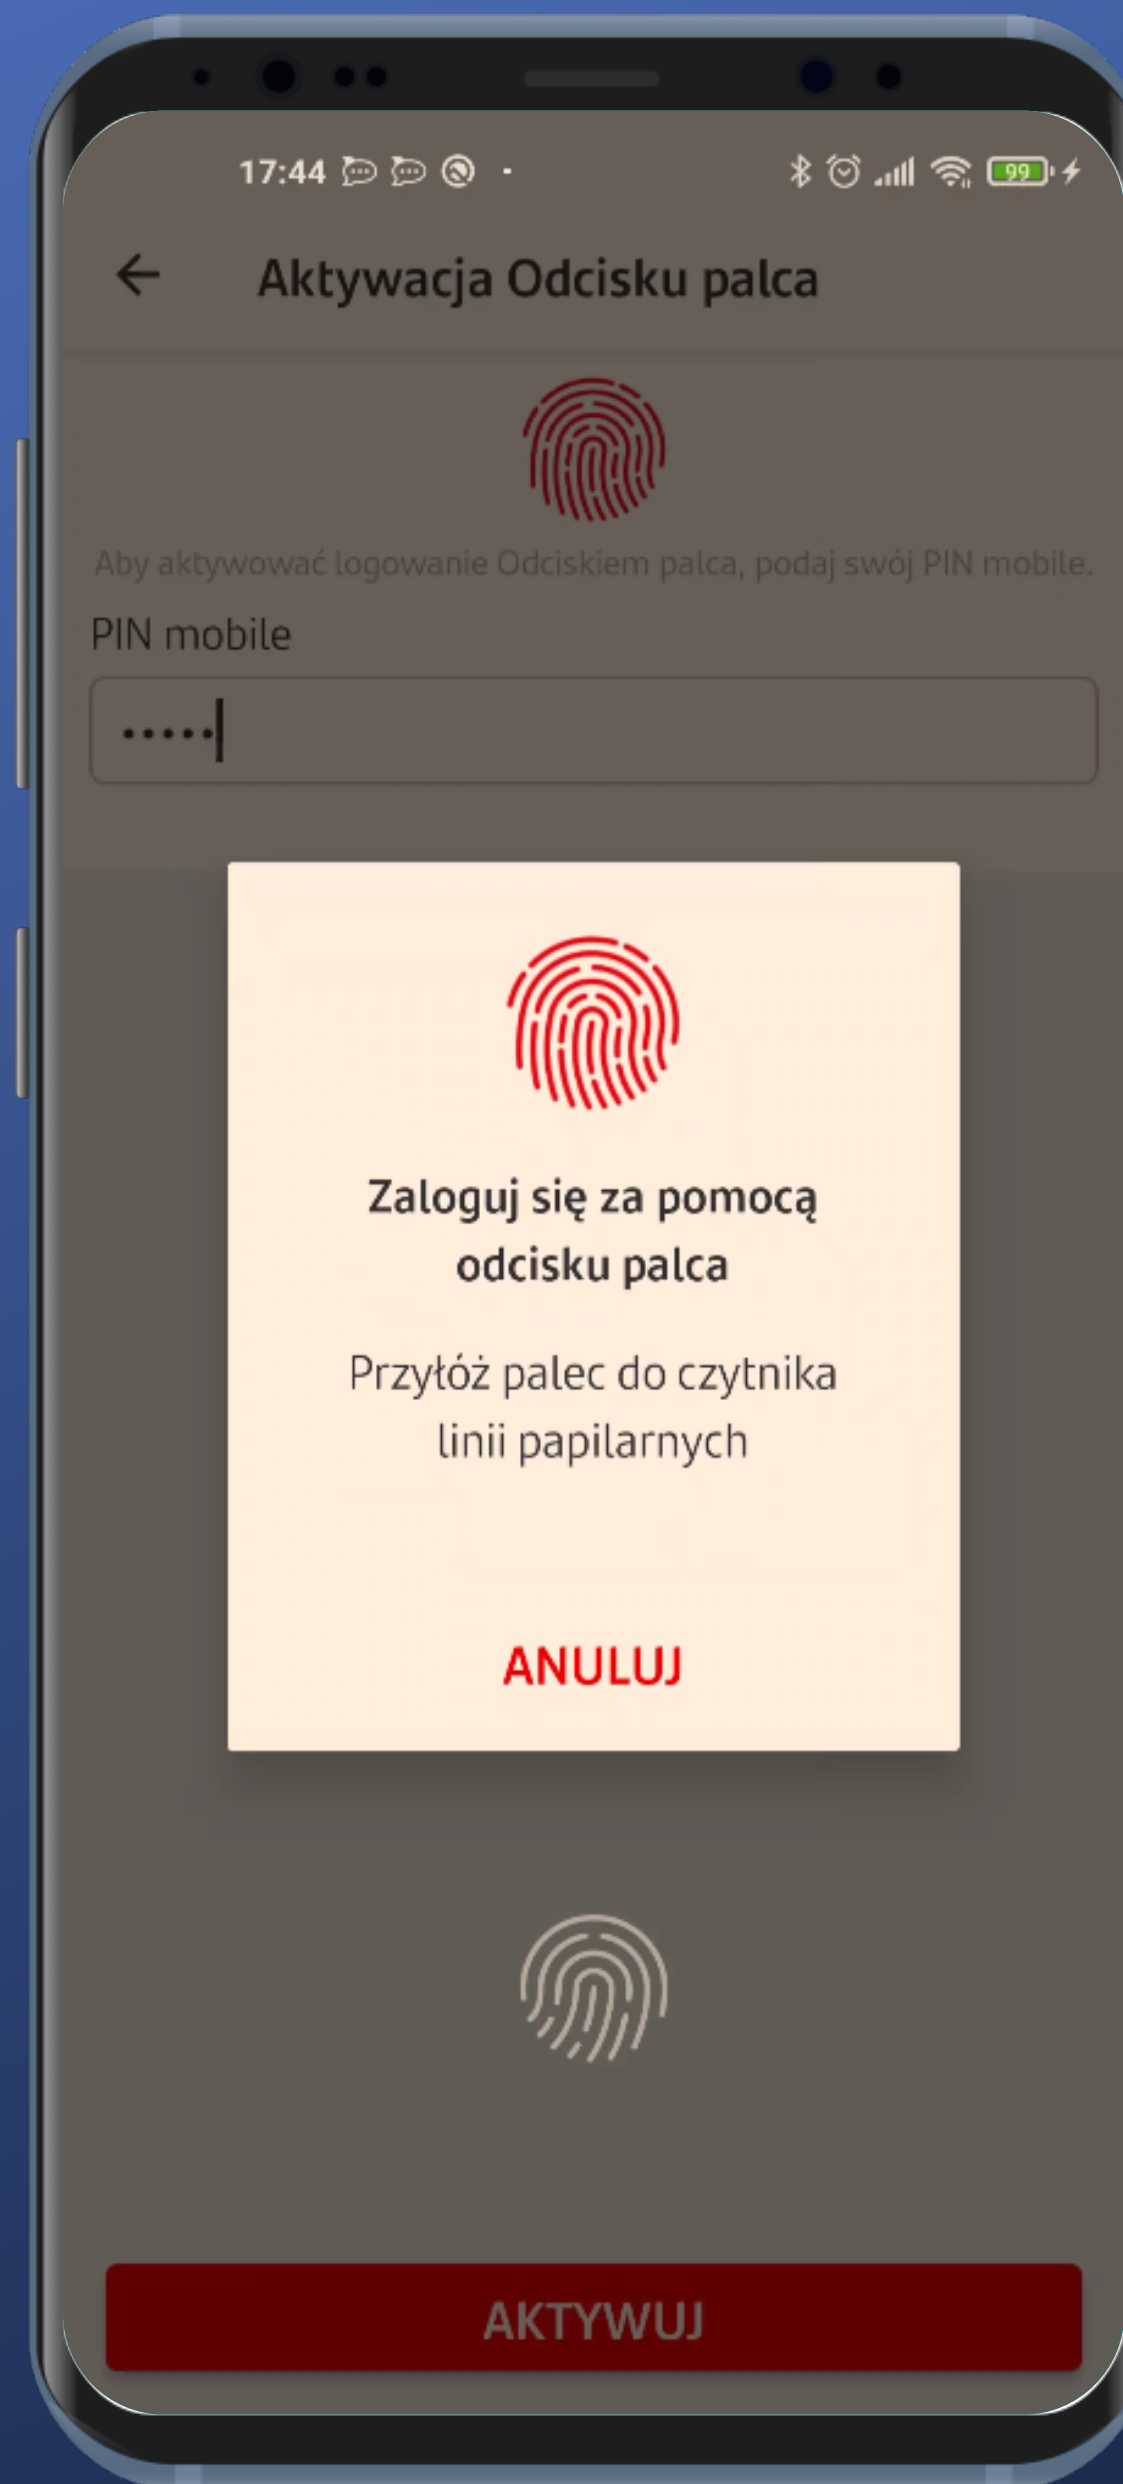 17:44
99
Aktywacja Odcisku palca
Aby aktywować logowanie Odciskiem palca, podaj swój PIN mobile.
PIN mobile
•••••
Zaloguj się za pomocą
odcisku palca
Przyłóż palec do czytnika
linii papilarnych
ANULUJ
AKTYWUJ